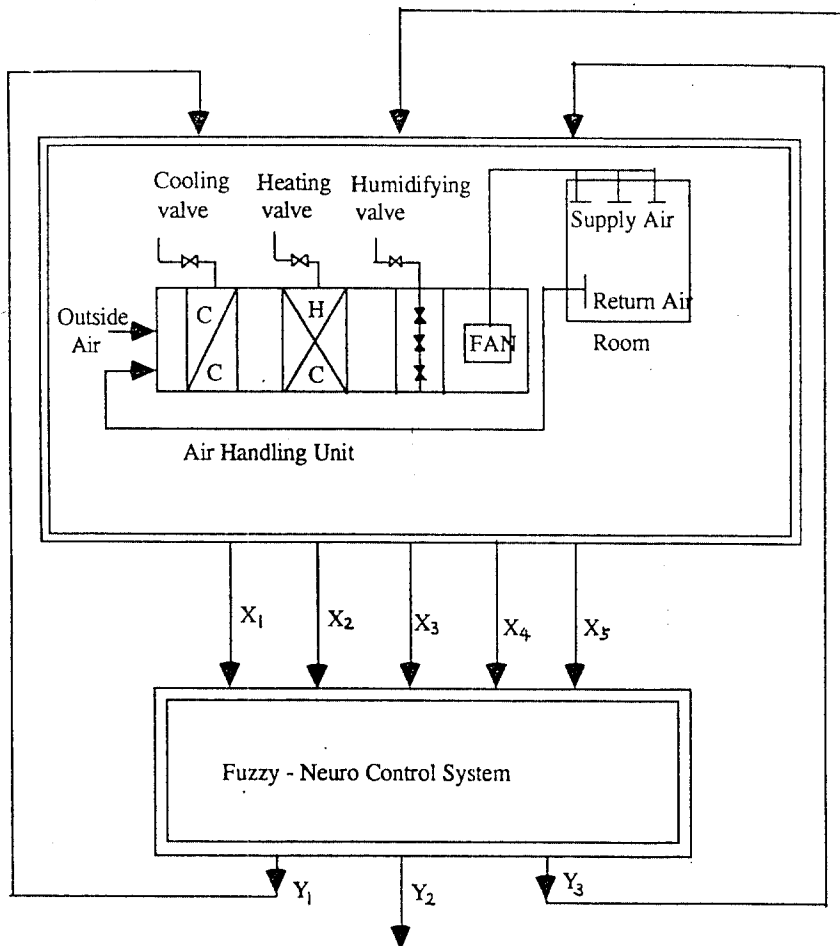 Cooling valve
Heating valve
Humidifying valve
Supply Air
Return Air
Room
Outside Air
C
C
H
C
FAN
Air Handling Unit
X₁
X₂
X₃
X₄
X₅
Fuzzy - Neuro Control System
Y₁
Y₂
Y₃